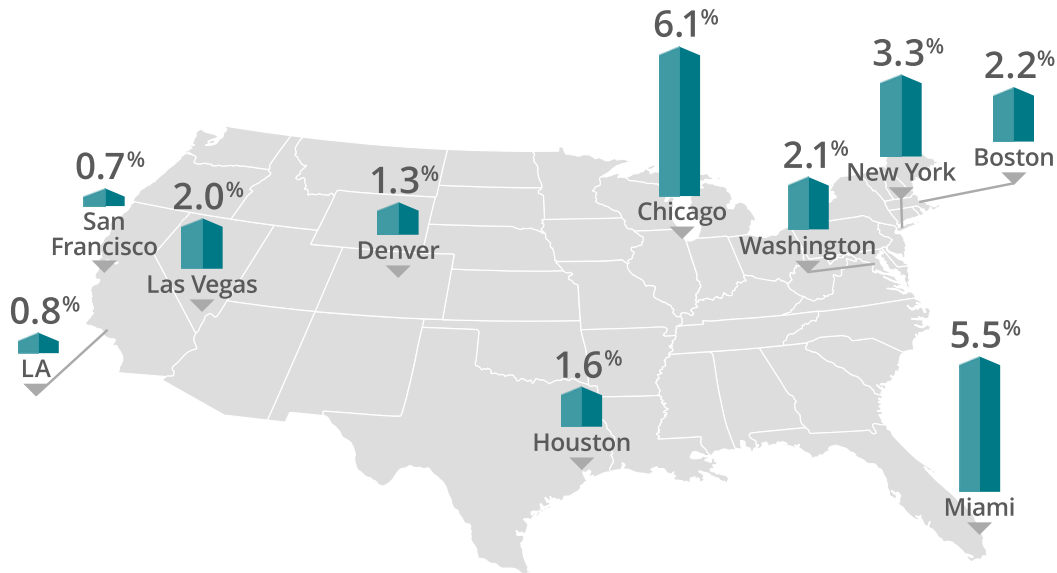 6.1%
Chicago
3.3%
New York
2.2%
Boston
2.1%
Washington
0.7%
San
Francisco
2.0%
Las Vegas
1.3%
Denver
0.8%
LA
1.6%
Houston
5.5%
Miami